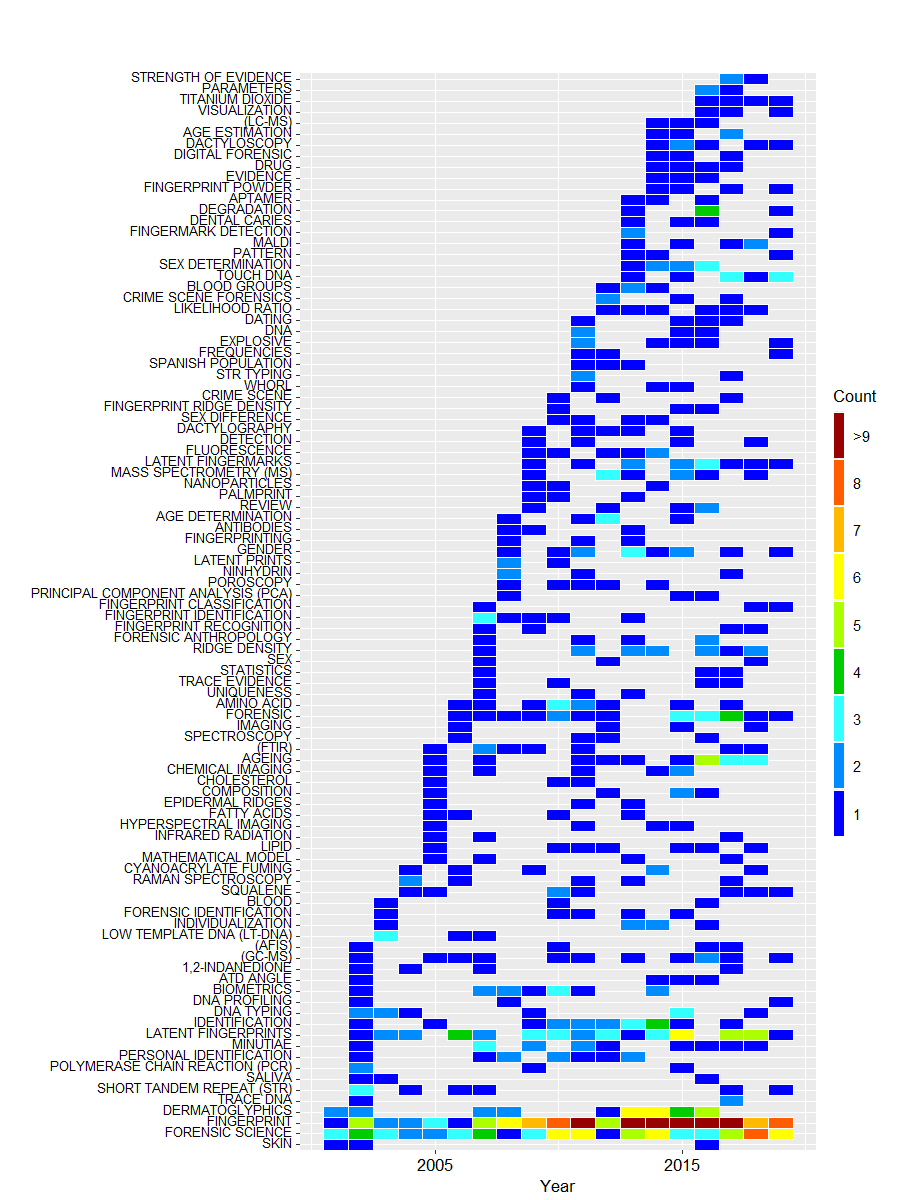 STRENGTH OF EVIDENCE
PARAMETERS
TITANIUM DIOXIDE
VISUALIZATION
(LC-MS)
AGE ESTIMATION
DACTYLOSCOPY
DIGITAL FORENSIC
DRUG
EVIDENCE
FINGERPRINT POWDER
APTAMER
DEGRADATION
DENTAL CARIES
FINGERMARK DETECTION
MALDI
PATTERN
SEX DETERMINATION
TOUCH DNA
BLOOD GROUPS
CRIME SCENE FORENSICS
LIKELIHOOD RATIO
DATING
DNA
EXPLOSIVE
FREQUENCIES
SPANISH POPULATION
STR TYPING
WHORL
CRIME SCENE
FINGERPRINT RIDGE DENSITY
SEX DIFFERENCE
DACTYLOGRAPHY
DETECTION
FLUORESCENCE
LATENT FINGERMARKS
MASS SPECTROMETRY (MS)
NANOPARTICLES
PALMPRINT
REVIEW
AGE DETERMINATION
ANTIBODIES
FINGERPRINTING
GENDER
LATENT PRINTS
NINHYDRIN
POROSCOPY
PRINCIPAL COMPONENT ANALYSIS (PCA)
FINGERPRINT CLASSIFICATION
FINGERPRINT IDENTIFICATION
FINGERPRINT RECOGNITION
FORENSIC ANTHROPOLOGY
RIDGE DENSITY
SEX
STATISTICS
TRACE EVIDENCE
UNIQUENESS
AMINO ACID
FORENSIC
IMAGING
SPECTROSCOPY
(FTIR)
AGEING
CHEMICAL IMAGING
CHOLESTEROL
COMPOSITION
EPIDERMAL RIDGES
FATTY ACIDS
HYPERSPECTRAL IMAGING
INFRARED RADIATION
LIPID
MATHEMATICAL MODEL
CYANOACRYLATE FUMING
RAMAN SPECTROSCOPY
SQUALENE
BLOOD
FORENSIC IDENTIFICATION
INDIVIDUALIZATION
LOW TEMPLATE DNA (LT-DNA)
(AFIS)
(GC-MS)
1,2-INDANEDIONE
ATD ANGLE
BIOMETRICS
DNA PROFILING
DNA TYPING
IDENTIFICATION
LATENT FINGERPRINTS
MINUTIAE
PERSONAL IDENTIFICATION
POLYMERASE CHAIN REACTION (PCR)
SALIVA
SHORT TANDEM REPEAT (STR)
TRACE DNA
DERMATOGLYPHICS
FINGERPRINT
FORENSIC SCIENCE
SKIN
2005 2015
Year
Count
>9
8
7
6
5
4
3
2
1